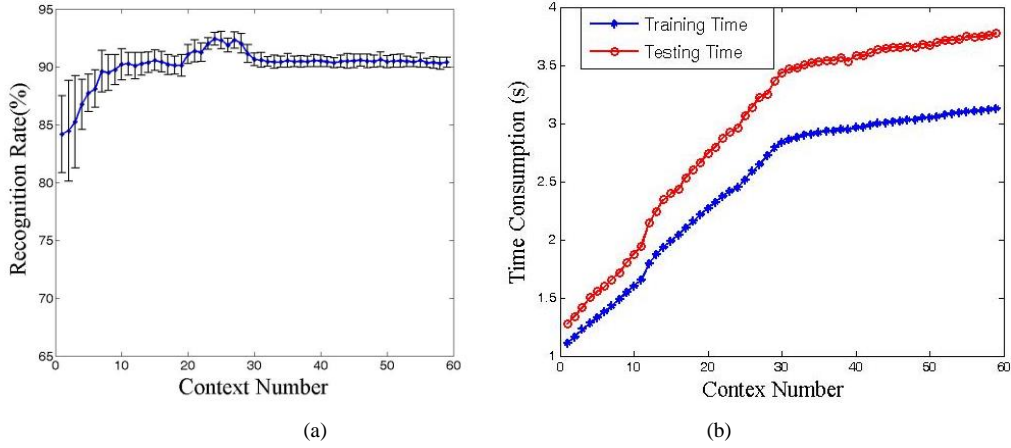 95
90
85
80
75
70
65
Recognition Rate(%)
0 10 20 30 40 50 60
Context Number
(a)
4
3.5
3
2.5
2
1.5
1
Time Consumption (s)
Training Time
Testing Time
0 10 20 30 40 50 60
Contex Number
(b)